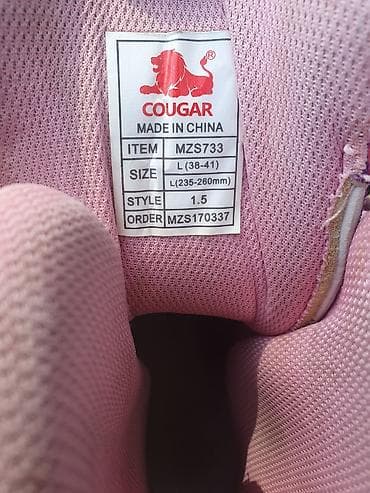 COUGAR
MADE IN CHINA
ITEM MZS733
SIZE L (38-41)
L(235-260mm)
STYLE 1.5
ORDER MZS170337